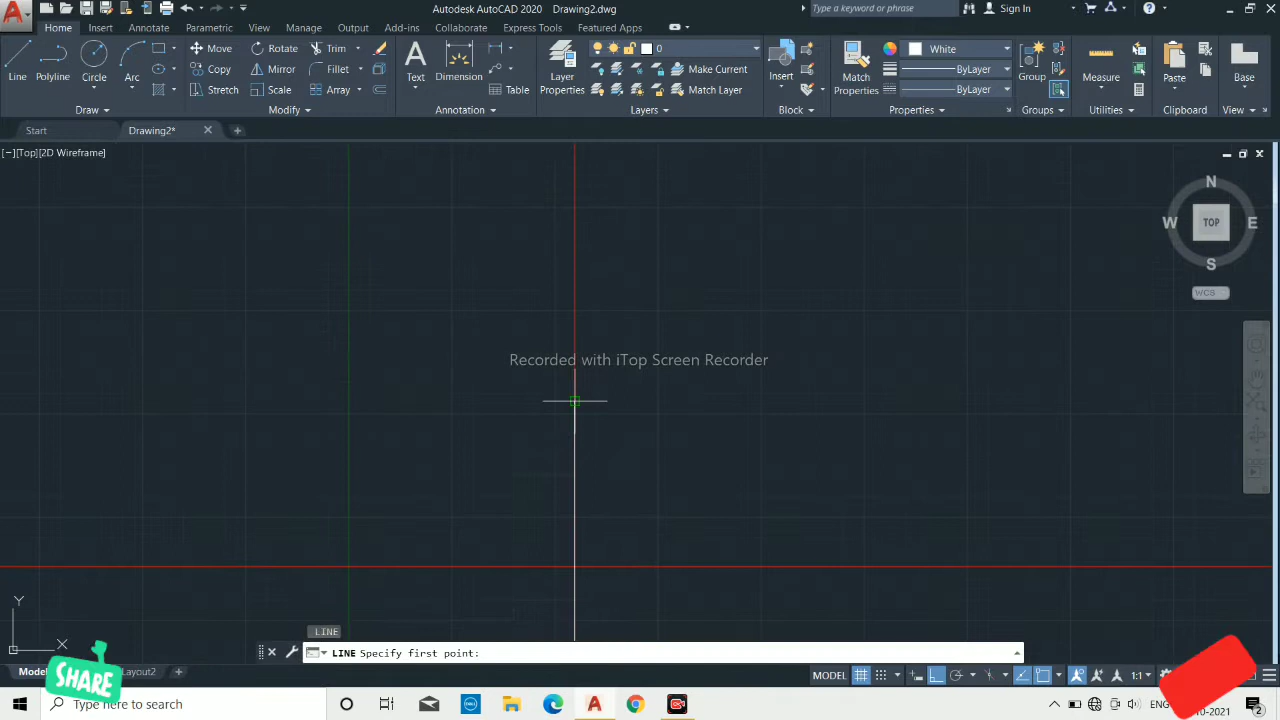 Autodesk AutoCAD 2020 Drawing2.dwg
Type a keyword or phrase
Sign In
Home Insert Annotate Parametric View Manage Output Add-ins Collaborate Express Tools Featured Apps
Line Polyline Circle Arc
Move Rotate Trim
Copy Mirror Fillet
Stretch Scale Array
Text Dimension Table
Layer Properties
0
Make Current
Match Layer
Insert
Match Properties
White
ByLayer
ByLayer
Group
Measure
Paste
Base
Draw Modify Annotation Layers Block Properties Groups Utilities Clipboard View
Start Drawing2*
[−][Top][2D Wireframe]
N
W TOP E
S
WCS
Recorded with iTop Screen Recorder
Y
X
LINE
LINE Specify first point:
Model Layout2
SHARE
MODEL 1:1
Type here to search
ENG
10-2021
2